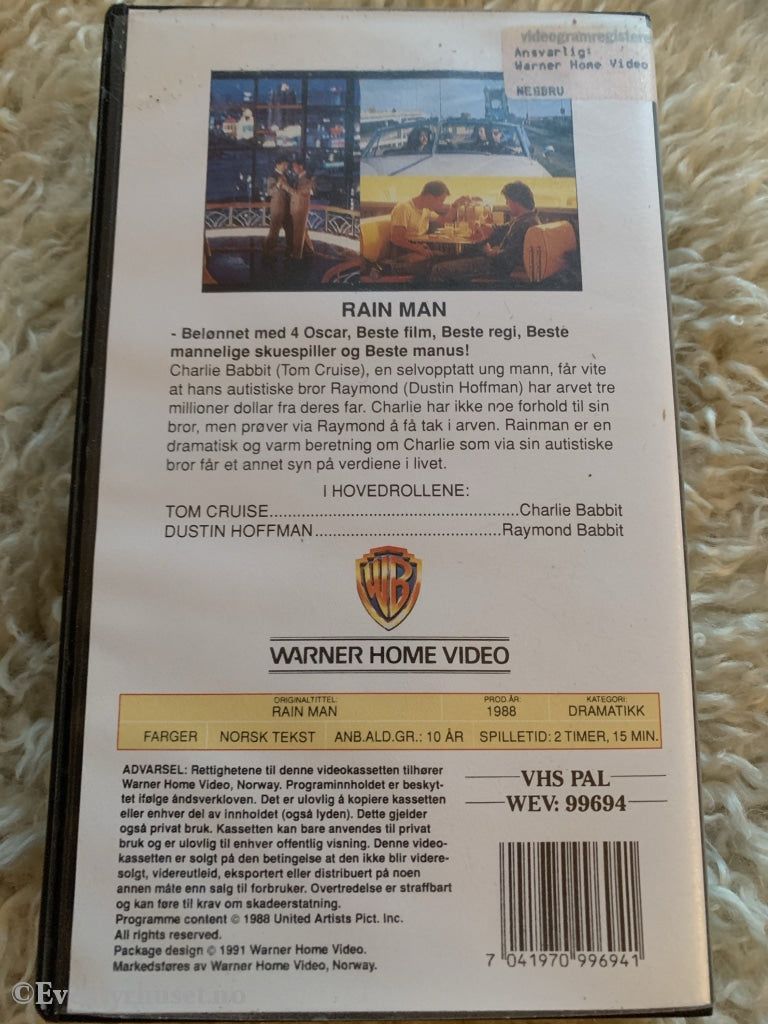 videogramregistere
Ansvarlig:
Warner Home Video
RAIN MAN
- Belønnet med 4 Oscar, Beste film, Beste regi, Beste
mannelige skuespiller og Beste manus!
Charlie Babbit (Tom Cruise), en selvopptatt ung mann, får vite
at hans autistiske bror Raymond (Dustin Hoffman) har arvet tre
millioner dollar fra deres far. Charlie har ikke noe forhold til sin
bror, men prøver via Raymond å få tak i arven. Rainman er en
dramatisk og varm beretning om Charlie som via sin autistiske
bror får et annet syn på verdiene i livet.
I HOVEDROLLENE:
TOM CRUISE......................................................Charlie Babbit
DUSTIN HOFFMAN........................................Raymond Babbit
WB
WARNER HOME VIDEO
ORIGINALTITTEL: PROD.ÅR: KATEGORI:
RAIN MAN 1988 DRAMATIKK
FARGER NORSK TEKST ANB.ALD.GR.: 10 ÅR SPILLETID: 2 TIMER, 15 MIN.
ADVARSEL: Rettighetene til denne videokassetten tilhører
Warner Home Video, Norway. Programinnholdet er beskyt-
tet ifølge åndsverkloven. Det er ulovlig å kopiere kassetten
eller enhver del av innholdet (også lyden). Dette gjelder
også privat bruk. Kassetten kan bare anvendes til privat
bruk og er ulovlig til enhver offentlig visning. Denne video-
kassetten er solgt på den betingelse at den ikke blir videre-
solgt, videreutleid, eksportert eller distribuert på noen
annen måte enn salg til forbruker. Overtredelse er straffbart
og kan føre til krav om skadeerstatning.
Programme content © 1988 United Artists Pict. Inc.
All rights reserved.
Package design © 1991 Warner Home Video.
Markedsføres av Warner Home Video, Norway.
VHS PAL
WEV: 99694
7 041970 996941
©Eventyrhuset.no